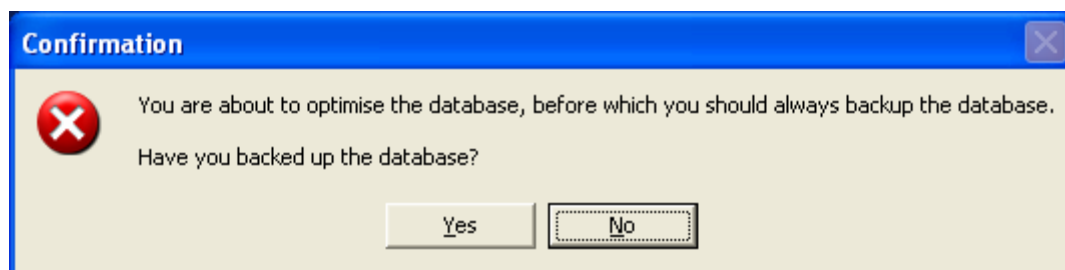 Confirmation
You are about to optimise the database, before which you should always backup the database.
Have you backed up the database?
Yes
No